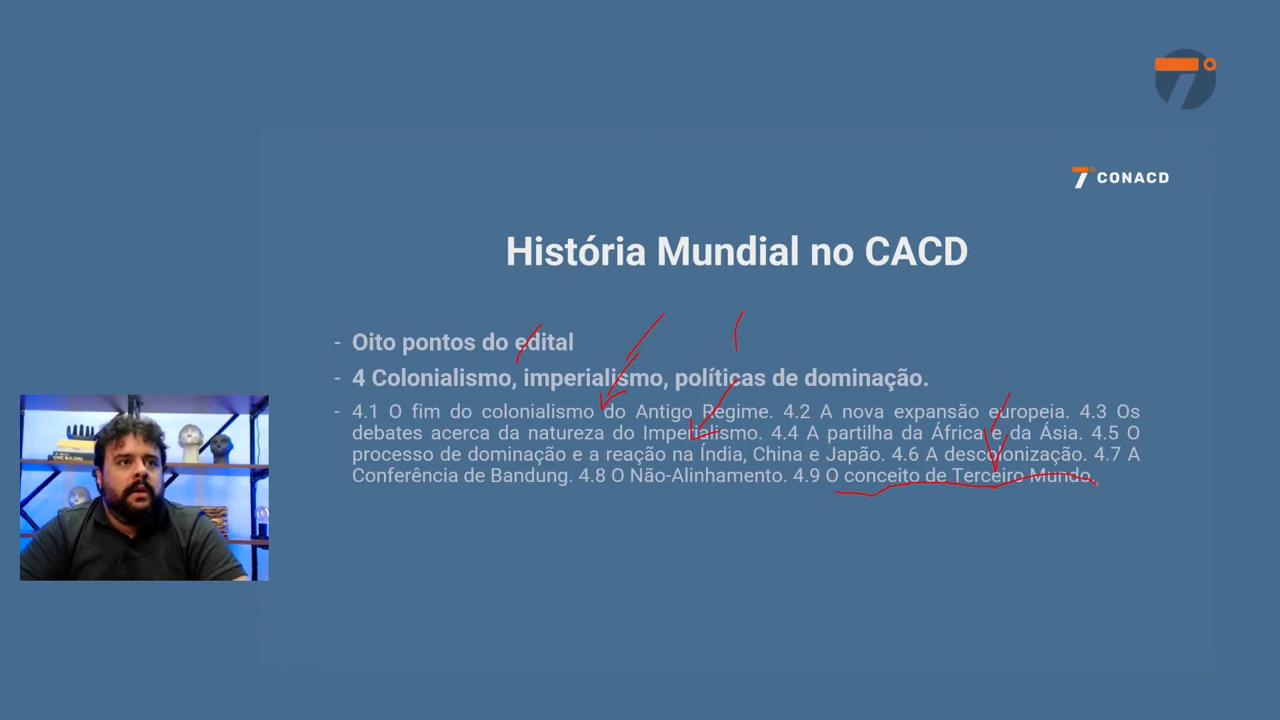 7º
7º CONACD
História Mundial no CACD
- Oito pontos do edital
- 4 Colonialismo, imperialismo, políticas de dominação.
- 4.1 O fim do colonialismo do Antigo Regime. 4.2 A nova expansão europeia. 4.3 Os
debates acerca da natureza do Imperialismo. 4.4 A partilha da África e da Ásia. 4.5 O
processo de dominação e a reação na Índia, China e Japão. 4.6 A descolonização. 4.7 A
Conferência de Bandung. 4.8 O Não-Alinhamento. 4.9 O conceito de Terceiro Mundo.